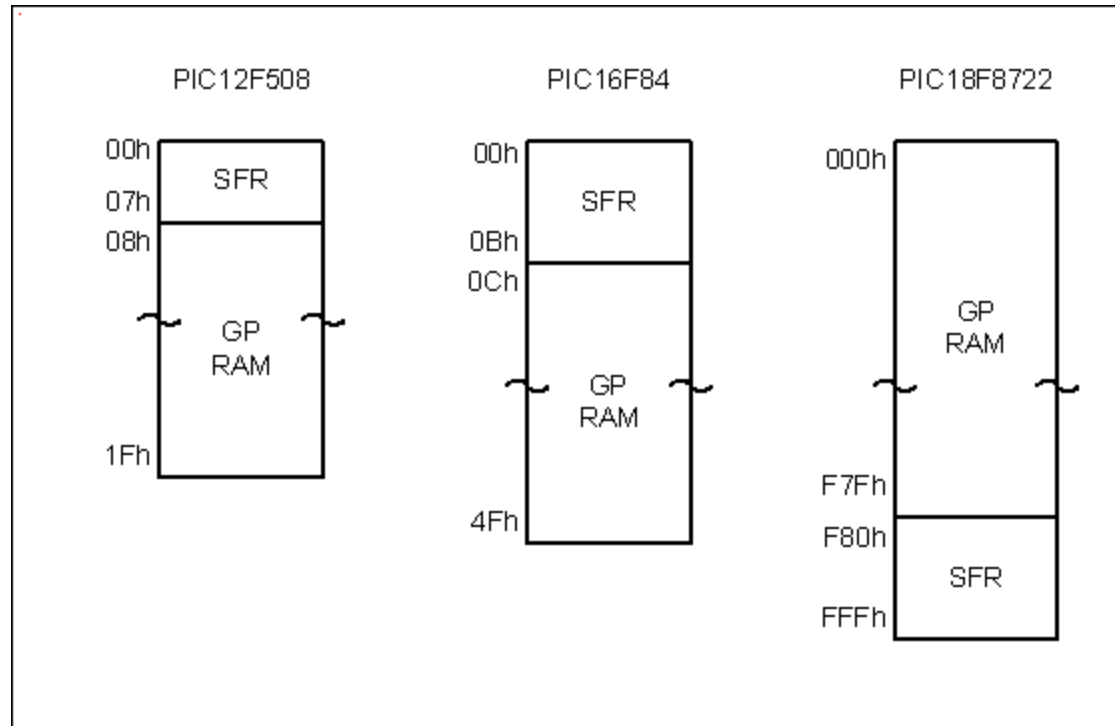 PIC12F508
00h
SFR
07h
08h
GP
RAM
1Fh
PIC16F84
00h
SFR
0Bh
0Ch
GP
RAM
4Fh
PIC18F8722
000h
GP
RAM
F7Fh
F80h
SFR
FFFh